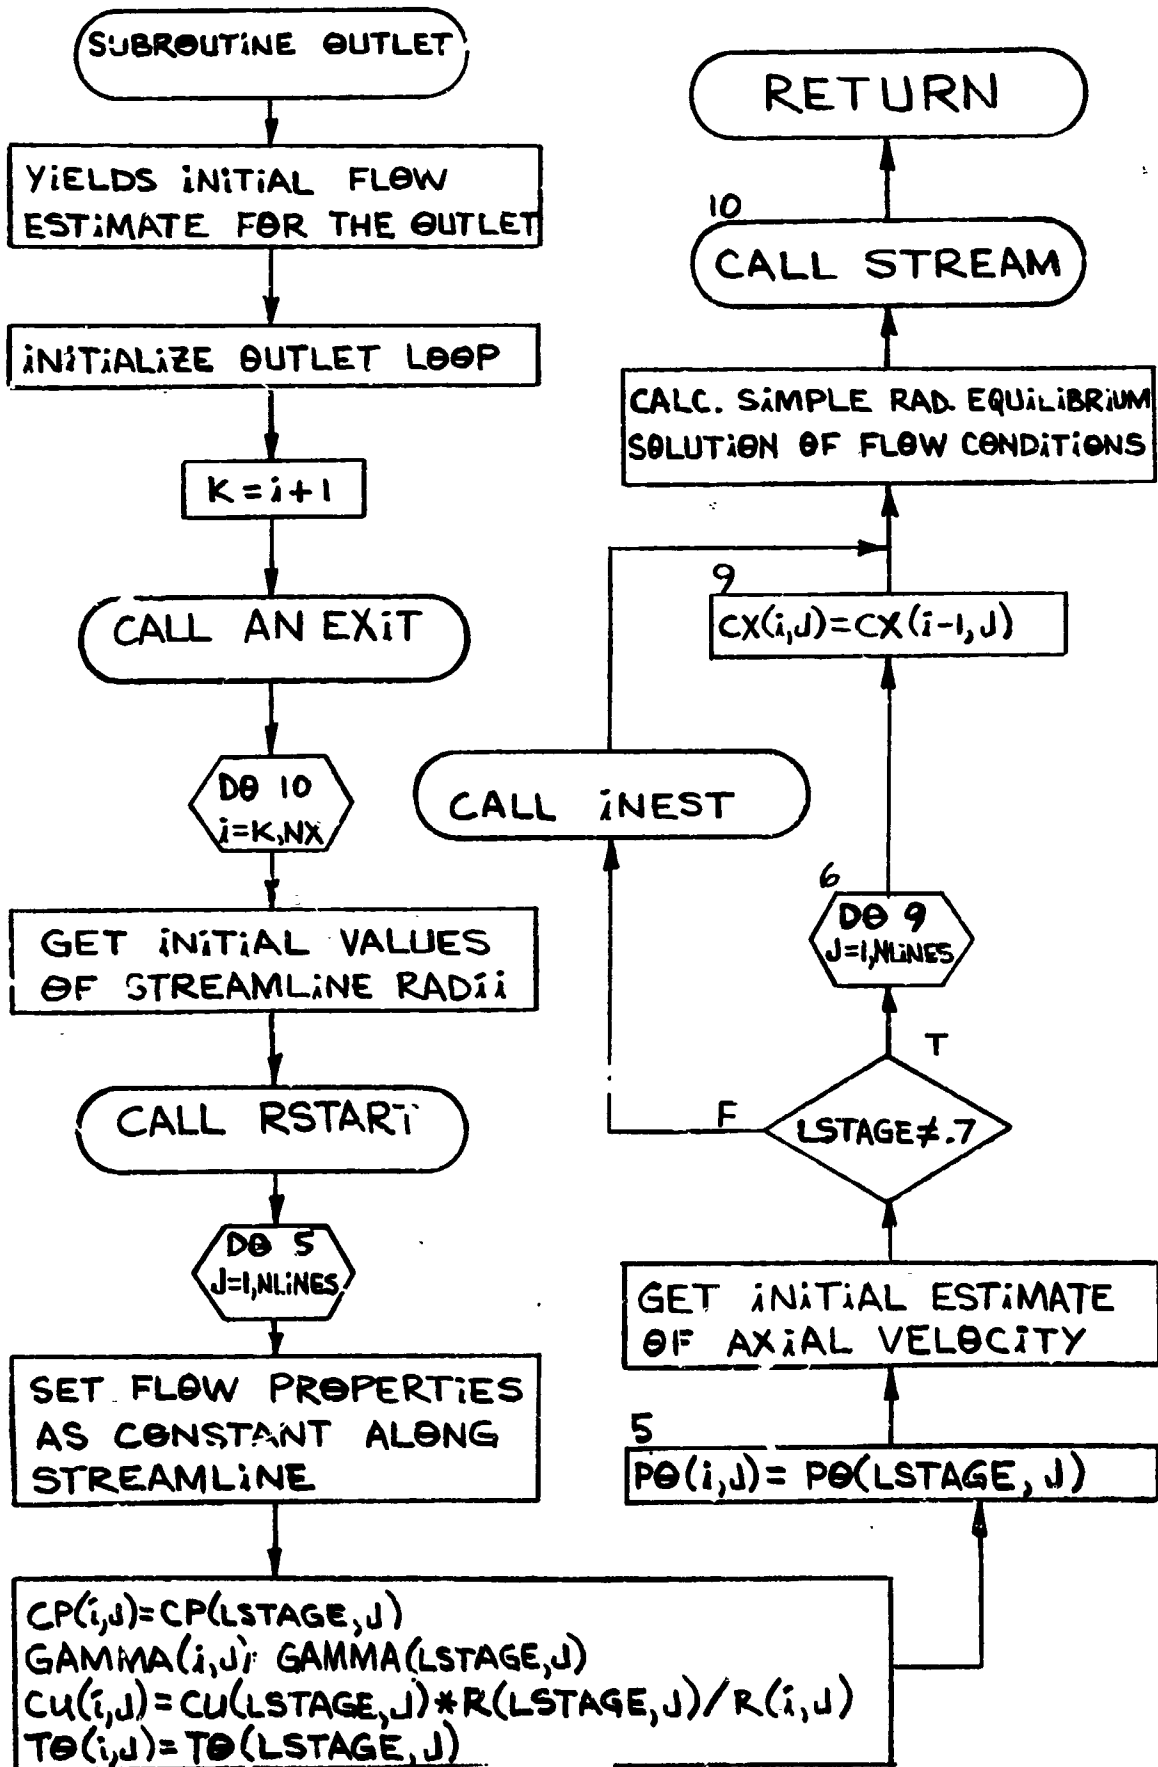 SUBROUTINE OUTLET
YiELDS iNiTiAL FLOW
ESTiMATE FOR THE OUTLET
iNiTiALiZE OUTLET LOOP
K = i + 1
CALL AN EXiT
DO 10
i=K,NX
GET iNiTiAL VALUES
OF STREAMLiNE RADii
CALL RSTART
DO 5
J=1,NLiNES
SET FLOW PROPERTiES
AS CONSTANT ALONG
STREAMLiNE
CP(i,J)=CP(LSTAGE,J)
GAMMA(i,J): GAMMA(LSTAGE,J)
CU(i,J)=CU(LSTAGE,J)*R(LSTAGE,J)/R(i,J)
TO(i,J)=TO(LSTAGE,J)
5
PO(i,J)=PO(LSTAGE,J)
GET iNiTiAL ESTiMATE
OF AXiAL VELOCiTY
LSTAGE≠.7
F
T
6
DO 9
J=1,NLiNES
CALL iNEST
9
CX(i,J)=CX(i-1,J)
CALC. SiMPLE RAD. EQUiLiBRiUM
SOLUTiON OF FLOW CONDiTiONS
10
CALL STREAM
RETURN